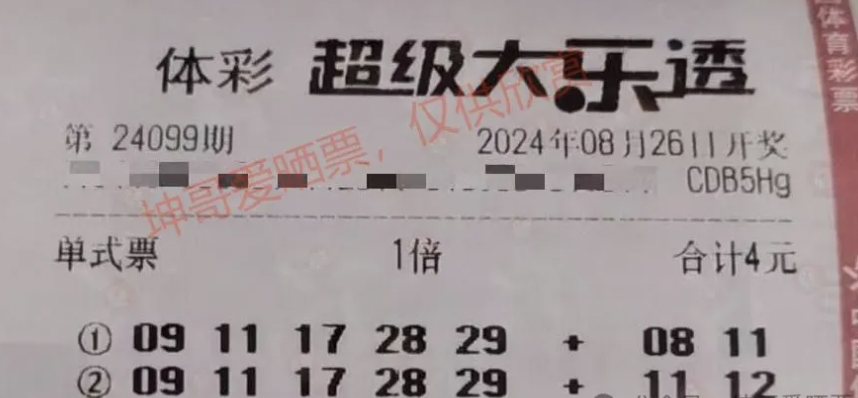 体彩 超级大乐透
第 24099期 2024年08月26日开奖
CDB5Hg
单式票 1倍 合计4元
① 09 11 17 28 29 + 08 11
② 09 11 17 28 29 + 11 12
坤哥爱晒票，仅供欣赏
体育彩票